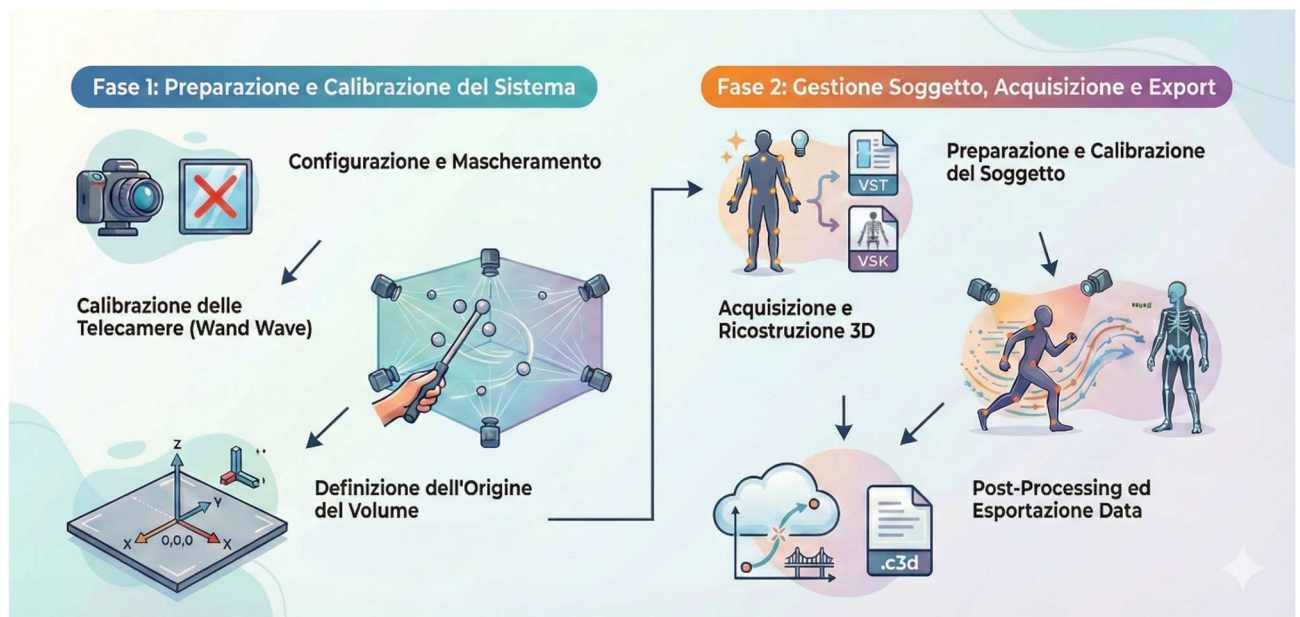 Fase 1: Preparazione e Calibrazione del Sistema
Configurazione e Mascheramento
Calibrazione delle
Telecamere (Wand Wave)
Z
Y
X
0,0,0
X
Definizione dell'Origine
del Volume
Fase 2: Gestione Soggetto, Acquisizione e Export
VST
VSK
Preparazione e Calibrazione
del Soggetto
Acquisizione e
Ricostruzione 3D
.c3d
Post-Processing ed
Esportazione Data